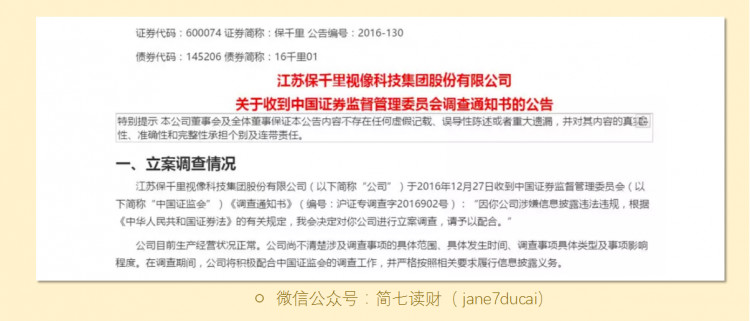 证券代码：600074 证券简称：保千里 公告编号：2016-130
债券代码：145206 债券简称：16千里01
江苏保千里视像科技集团股份有限公司
关于收到中国证券监督管理委员会调查通知书的公告
特别提示 本公司董事会及全体董事保证本公告内容不存在任何虚假记载、误导性陈述或者重大遗漏，并对其内容的真实
性、准确性和完整性承担个别及连带责任。
一、立案调查情况
江苏保千里视像科技集团股份有限公司（以下简称“公司”）于2016年12月27日收到中国证券监督管理委员会（以
下简称“中国证监会”）《调查通知书》（编号：沪证专调查字2016902号）：“因你公司涉嫌信息披露违法违规，根据
《中华人民共和国证券法》的有关规定，我会决定对你公司进行立案调查，请予以配合。”
公司目前生产经营状况正常。公司尚不清楚涉及调查事项的具体范围、具体发生时间、调查事项具体类型及事项影响
程度。在调查期间，公司将积极配合中国证监会的调查工作，并严格按照相关要求履行信息披露义务。
微信公众号：简七读财（jane7ducai)